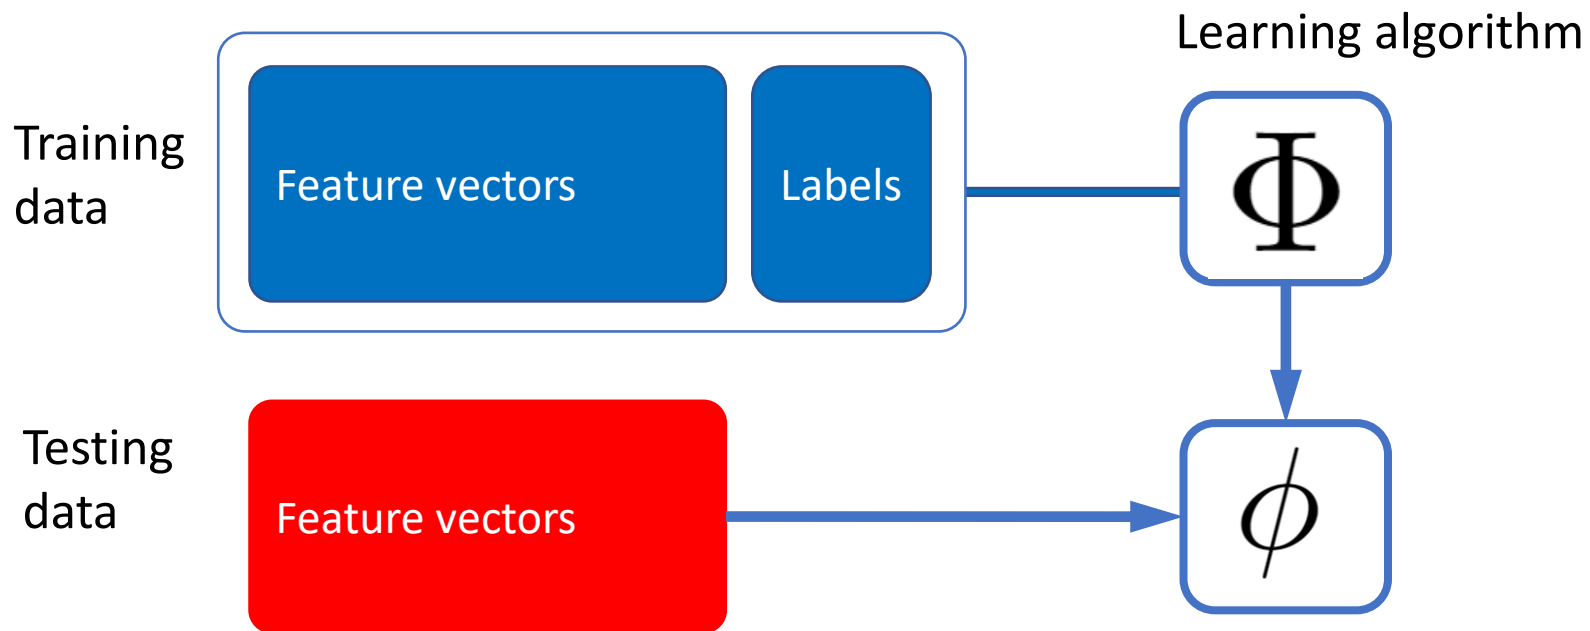 Learning algorithm
Training
data
Feature vectors
Labels
Φ
Testing
data
Feature vectors
ϕ